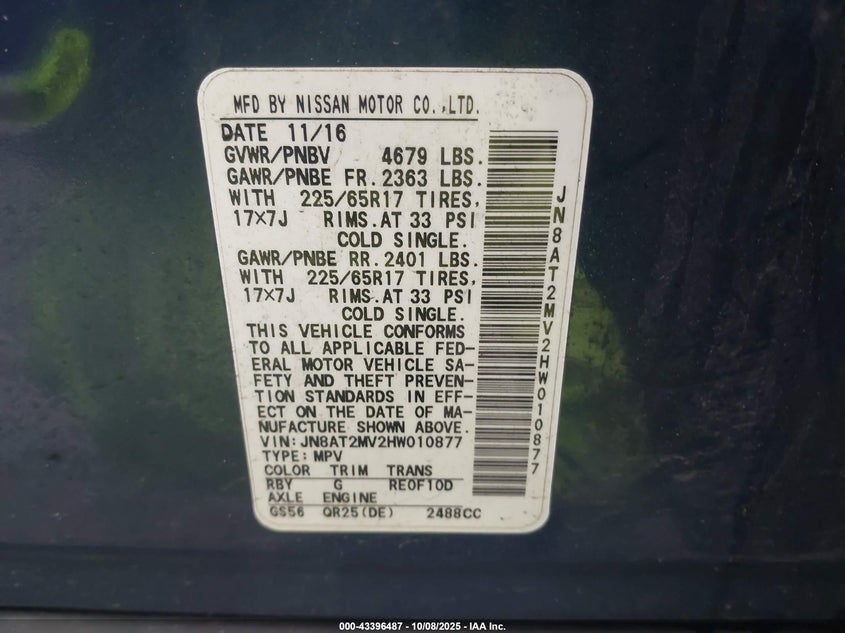 MFD BY NISSAN MOTOR CO.,LTD.
DATE 11/16
GVWR/PNBV 4679 LBS.
GAWR/PNBE FR. 2363 LBS.
WITH 225/65R17 TIRES,
17×7J RIMS.AT 33 PSI
COLD SINGLE.
GAWR/PNBE RR. 2401 LBS.
WITH 225/65R17 TIRES,
17×7J RIMS.AT 33 PSI
COLD SINGLE.
THIS VEHICLE CONFORMS
TO ALL APPLICABLE FED-
ERAL MOTOR VEHICLE SA-
FETY AND THEFT PREVEN-
TION STANDARDS IN EFF-
ECT ON THE DATE OF MA-
NUFACTURE SHOWN ABOVE.
VIN:JN8AT2MV2HW010877
TYPE:MPV
COLOR TRIM TRANS
RBY G RE0F10D
AXLE ENGINE
GS56 QR25(DE) 2488CC
JN8AT2MV2HW010877
000-43396487 - 10/08/2025 - IAA Inc.